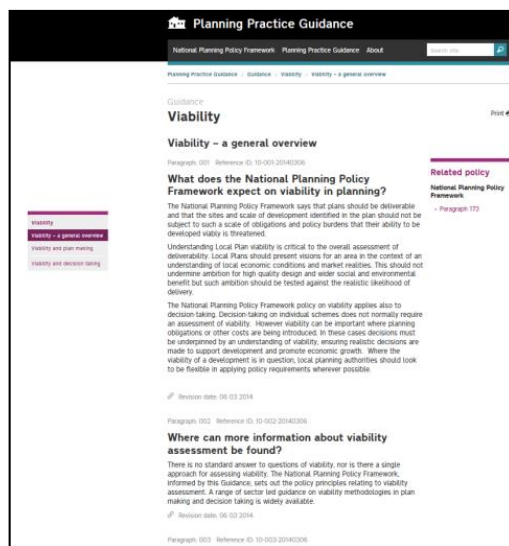 Planning Practice Guidance
National Planning Policy Framework Planning Practice Guidance About
Search site
Planning Practice Guidance Guidance Viability Viability – a general overview
Guidance
Viability
Print
Viability – a general overview
Paragraph: 001 Reference ID: 10-001-20140306
What does the National Planning Policy
Framework expect on viability in planning?
The National Planning Policy Framework says that plans should be deliverable
and that the sites and scale of development identified in the plan should not be
subject to such a scale of obligations and policy burdens that their ability to be
developed viably is threatened.
Understanding Local Plan viability is critical to the overall assessment of
deliverability. Local Plans should present visions for an area in the context of an
understanding of local economic conditions and market realities. This should not
undermine ambition for high quality design and wider social and environmental
benefit but such ambition should be tested against the realistic likelihood of
delivery.
The National Planning Policy Framework policy on viability applies also to
decision-taking. Decision-taking on individual schemes does not normally require
an assessment of viability. However viability can be important where planning
obligations or other costs are being introduced. In these cases decisions must
be underpinned by an understanding of viability, ensuring realistic decisions are
made to support development and promote economic growth. Where the
viability of a development is in question, local planning authorities should look
to be flexible in applying policy requirements wherever possible.
Revision date: 06 03 2014
Related policy
National Planning Policy
Framework
Paragraph 173
Viability
Viability – a general overview
Viability and plan making
Viability and decision taking
Paragraph: 002 Reference ID: 10-002-20140306
Where can more information about viability
assessment be found?
There is no standard answer to questions of viability, nor is there a single
approach for assessing viability. The National Planning Policy Framework,
informed by this Guidance, sets out the policy principles relating to viability
assessment. A range of sector led guidance on viability methodologies in plan
making and decision taking is widely available.
Revision date: 06 03 2014
Paragraph: 003 Reference ID: 10-003-20140306